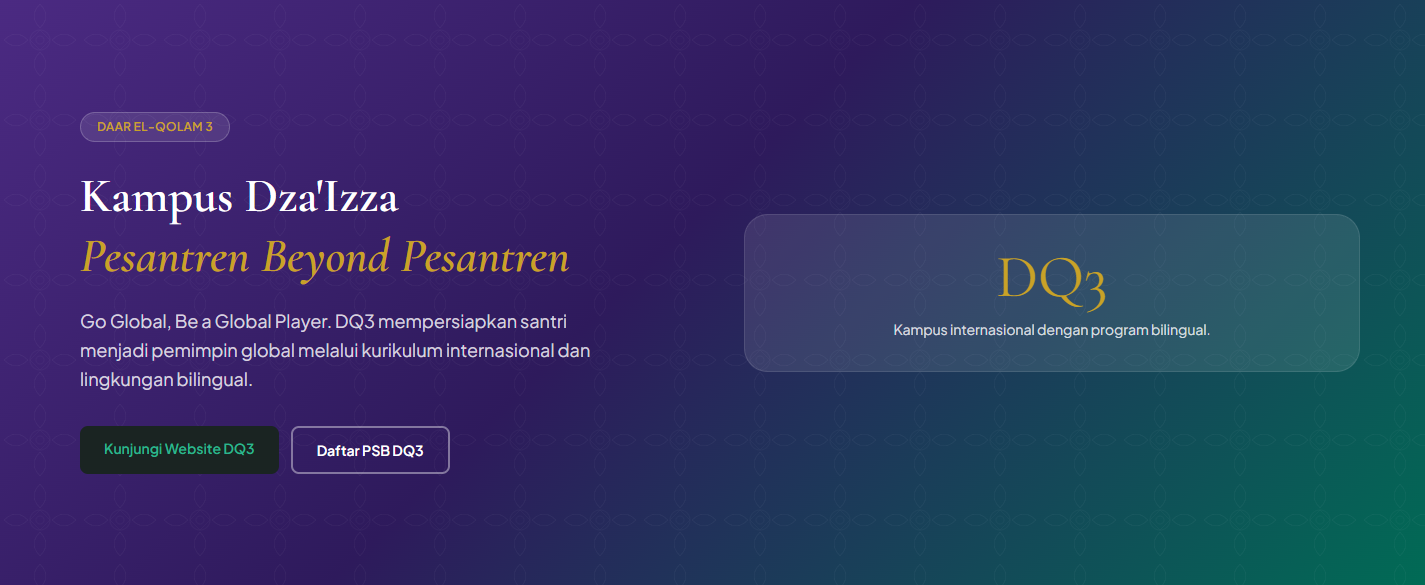 DAAR EL-QOLAM 3
Kampus Dza'Izza
Pesantren Beyond Pesantren
Go Global, Be a Global Player. DQ3 mempersiapkan santri
menjadi pemimpin global melalui kurikulum internasional dan
lingkungan bilingual.
Kunjungi Website DQ3
Daftar PSB DQ3
DQ3
Kampus internasional dengan program bilingual.